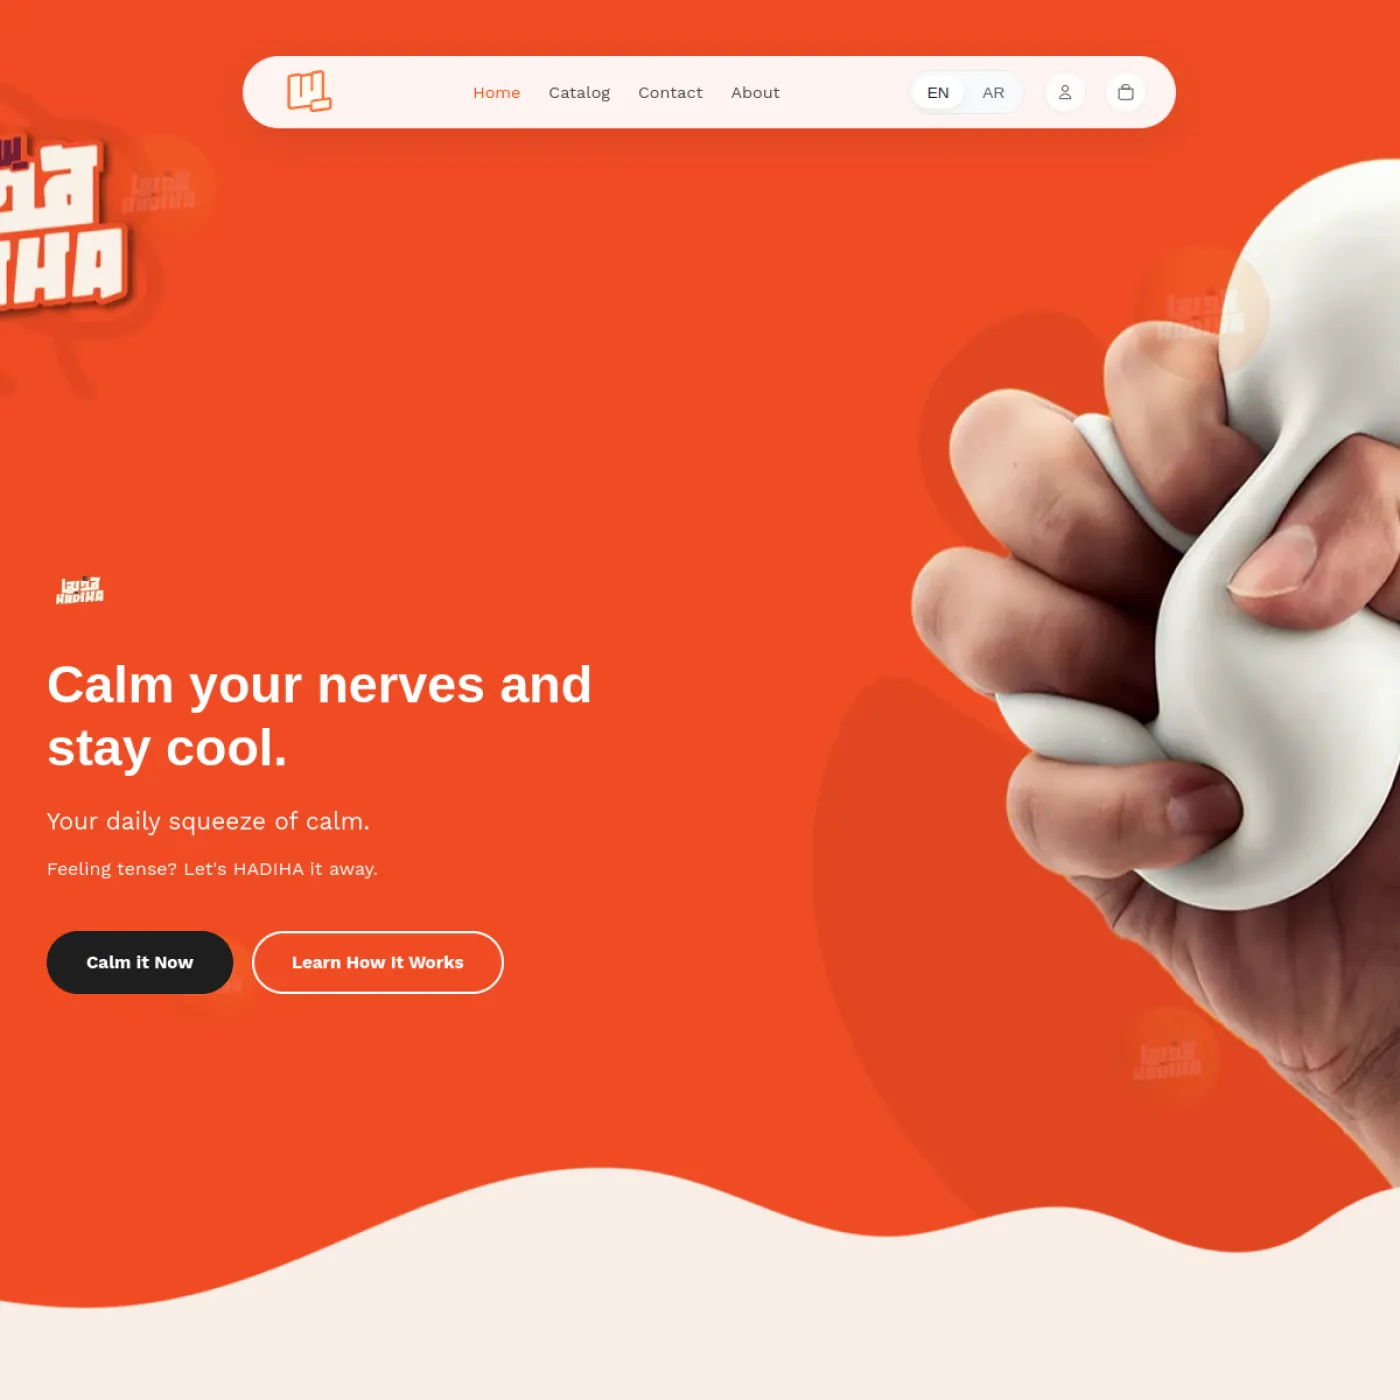 Home Catalog Contact About EN AR
هديها
HADIHA
Calm your nerves and
stay cool.
Your daily squeeze of calm.
Feeling tense? Let's HADIHA it away.
Calm it Now Learn How It Works